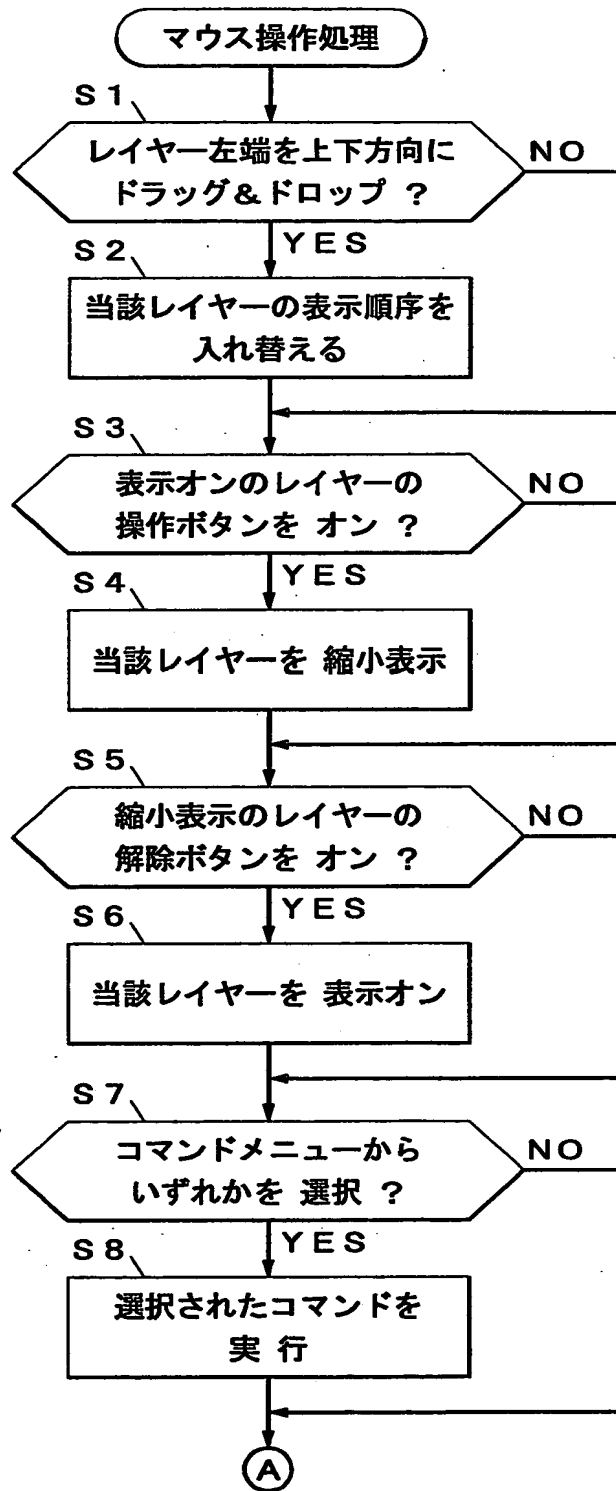 マウス操作処理
S1
レイヤー左端を上下方向に
ドラッグ&ドロップ ?
NO
YES
S2
当該レイヤーの表示順序を
入れ替える
S3
表示オンのレイヤーの
操作ボタンを オン ?
NO
YES
S4
当該レイヤーを 縮小表示
S5
縮小表示のレイヤーの
解除ボタンを オン ?
NO
YES
S6
当該レイヤーを 表示オン
S7
コマンドメニューから
いずれかを 選択 ?
NO
YES
S8
選択されたコマンドを
実 行
A